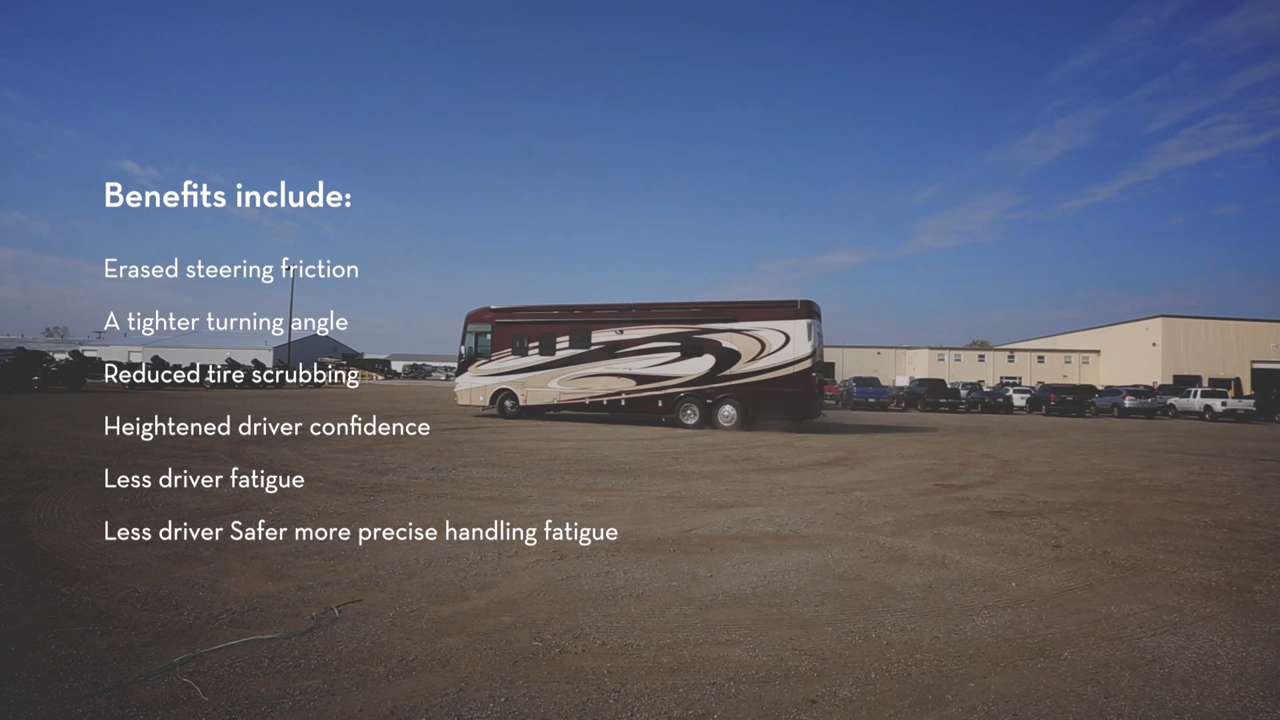 Benefits include:
Erased steering friction
A tighter turning angle
Reduced tire scrubbing
Heightened driver confidence
Less driver fatigue
Less driver Safer more precise handling fatigue